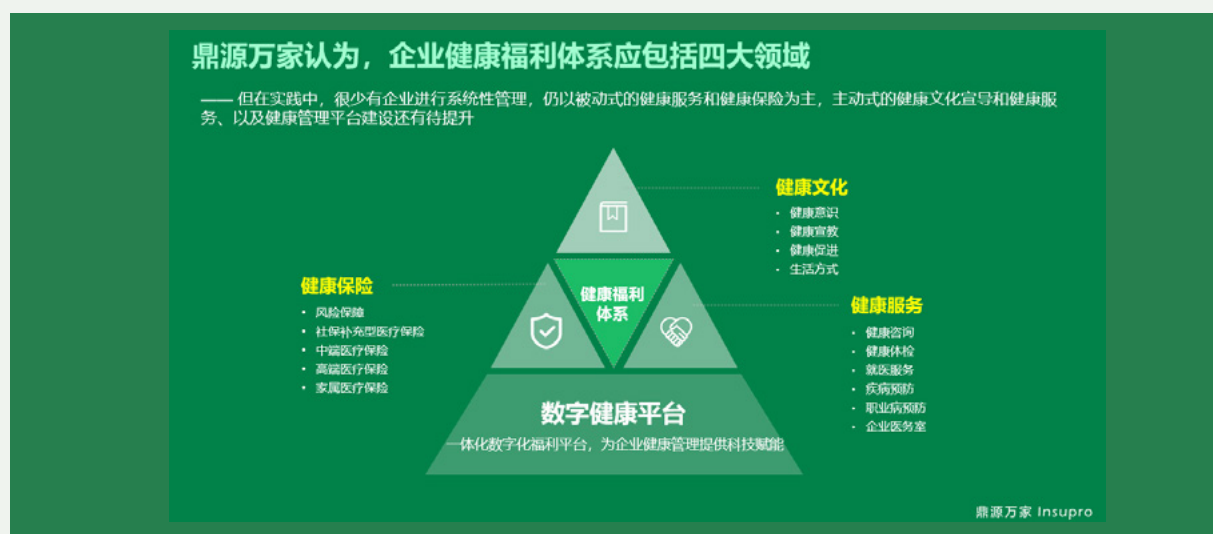 鼎源万家认为，企业健康福利体系应包括四大领域
—— 但在实践中，很少有企业进行系统性管理，仍以被动式的健康服务和健康保险为主，主动式的健康文化宣导和健康服
务、以及健康管理平台建设还有待提升
健康文化
• 健康意识
• 健康宣教
• 健康促进
• 生活方式
健康保险
• 风险保障
• 社保补充型医疗保险
• 中端医疗保险
• 高端医疗保险
• 家属医疗保险
健康福利
体系
健康服务
• 健康咨询
• 健康体检
• 就医服务
• 疾病预防
• 职业病预防
• 企业医务室
数字健康平台
一体化数字化福利平台，为企业健康管理提供科技赋能
鼎源万家 Insupro